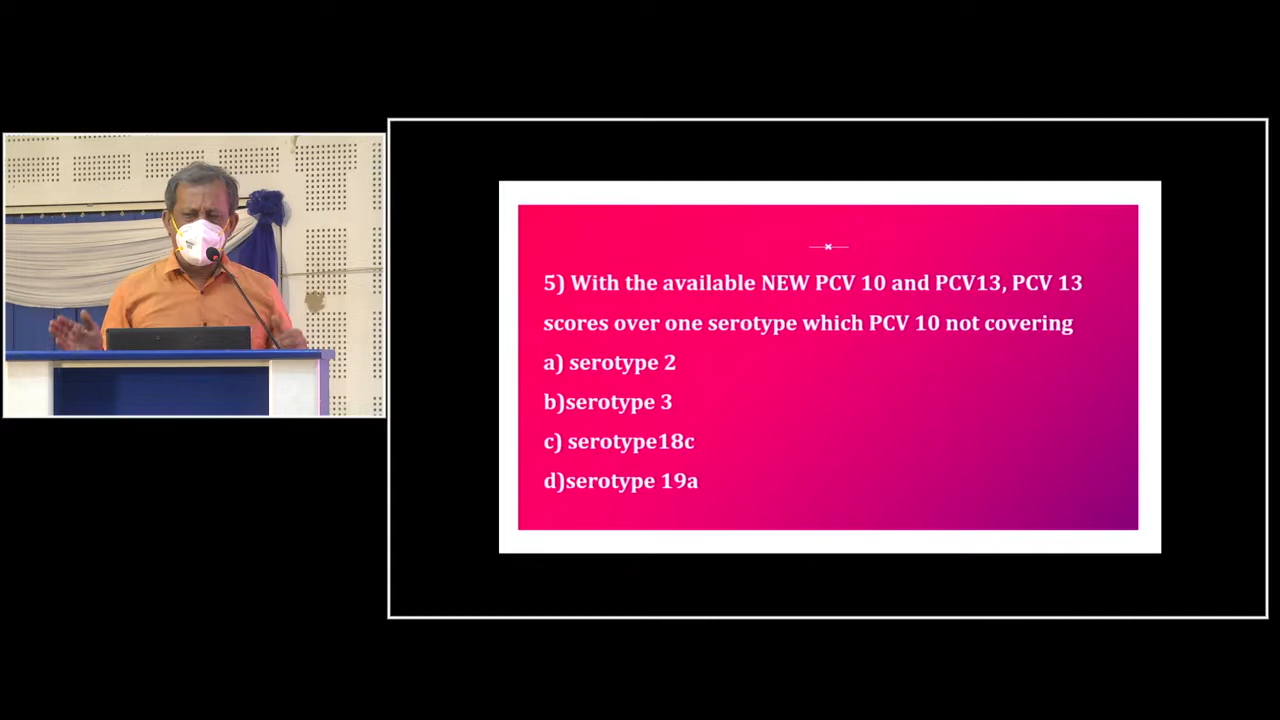 5) With the available NEW PCV 10 and PCV13, PCV 13
scores over one serotype which PCV 10 not covering
a) serotype 2
b)serotype 3
c) serotype18c
d)serotype 19a